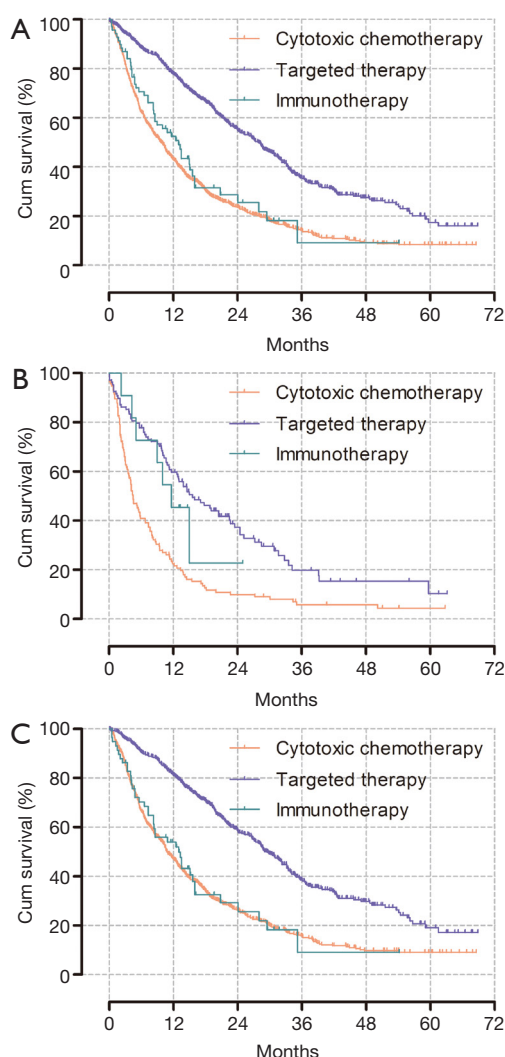 A
Cum survival (%)
100
80
60
40
20
0
Cytotoxic chemotherapy
Targeted therapy
Immunotherapy
0 12 24 36 48 60 72
Months
B
Cum survival (%)
100
80
60
40
20
0
Cytotoxic chemotherapy
Targeted therapy
Immunotherapy
0 12 24 36 48 60 72
Months
C
Cum survival (%)
100
80
60
40
20
0
Cytotoxic chemotherapy
Targeted therapy
Immunotherapy
0 12 24 36 48 60 72
Months